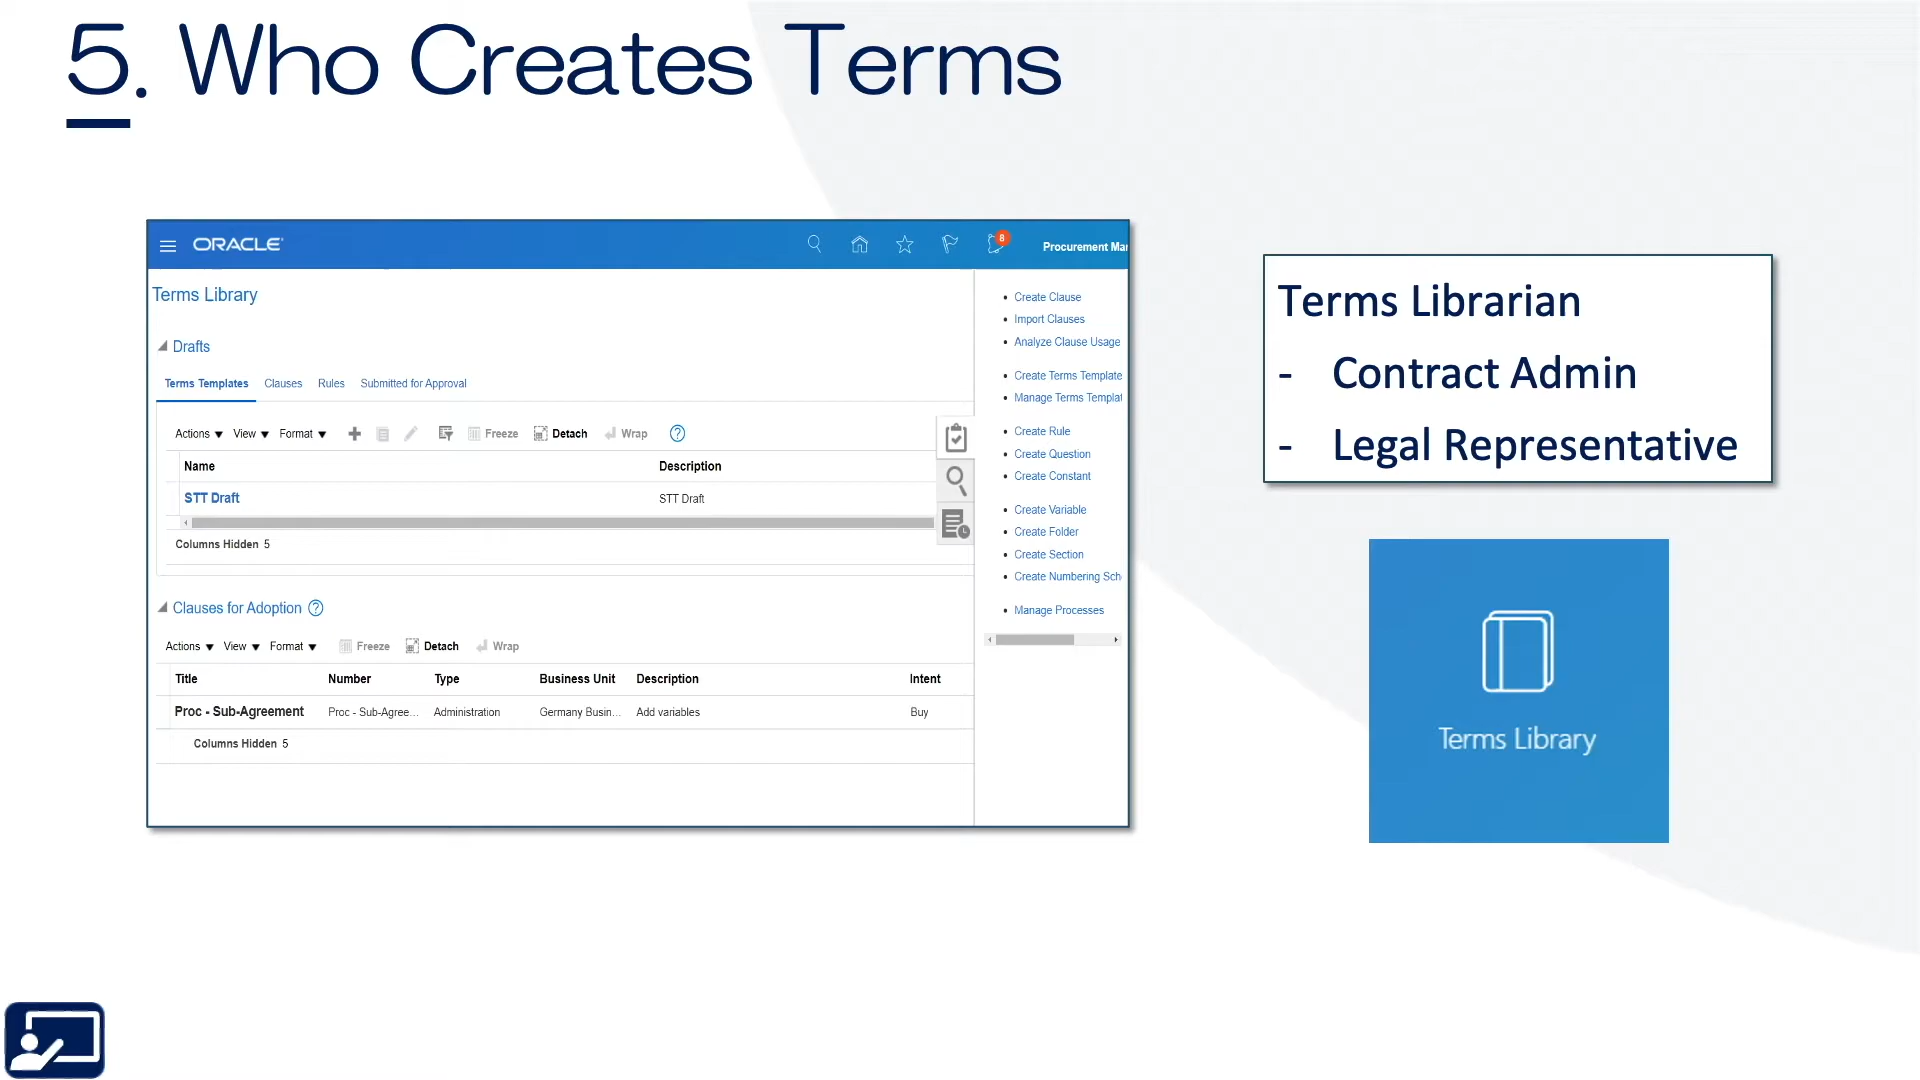 5. Who Creates Terms
ORACLE
8
Procurement Mar
Terms Library
Drafts
Terms Templates Clauses Rules Submitted for Approval
Actions View Format Freeze Detach Wrap ?
Name Description
STT Draft STT Draft
Columns Hidden 5
Clauses for Adoption ?
Actions View Format Freeze Detach Wrap
Title Number Type Business Unit Description Intent
Proc - Sub-Agreement Proc - Sub-Agree... Administration Germany Busin... Add variables Buy
Columns Hidden 5
• Create Clause
• Import Clauses
• Analyze Clause Usage
• Create Terms Template
• Manage Terms Templat
• Create Rule
• Create Question
• Create Constant
• Create Variable
• Create Folder
• Create Section
• Create Numbering Sch
• Manage Processes
Terms Librarian
- Contract Admin
- Legal Representative
Terms Library